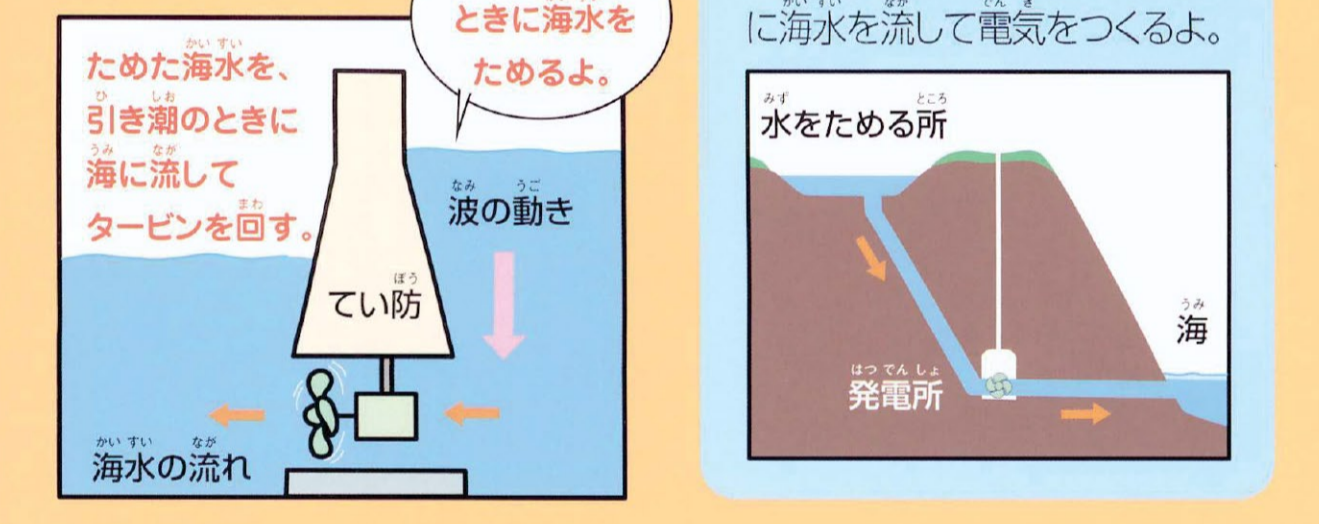 ときに海水を
ためるよ。
ためた海水を、
引き潮のときに
海に流して
タービンを回す。
波の動き
てい防
海水の流れ
に海水を流して電気をつくるよ。
水をためる所
海
発電所